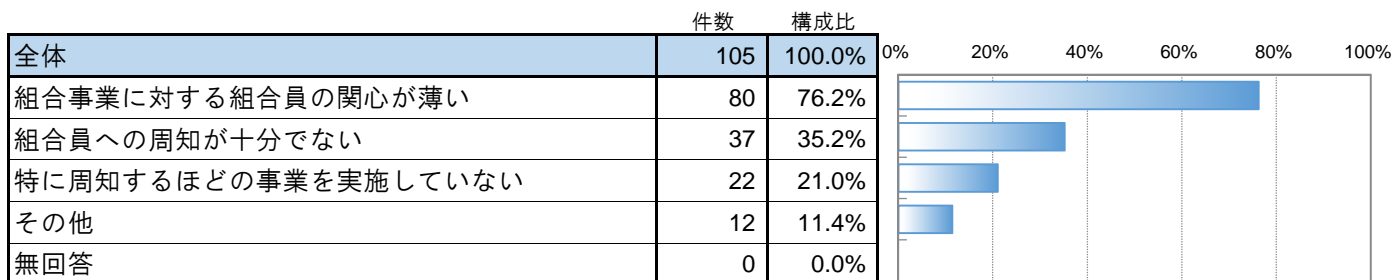 件数 構成比
全体 105 100.0% 0% 20% 40% 60% 80% 100%
組合事業に対する組合員の関心が薄い 80 76.2%
組合員への周知が十分でない 37 35.2%
特に周知するほどの事業を実施していない 22 21.0%
その他 12 11.4%
無回答 0 0.0%